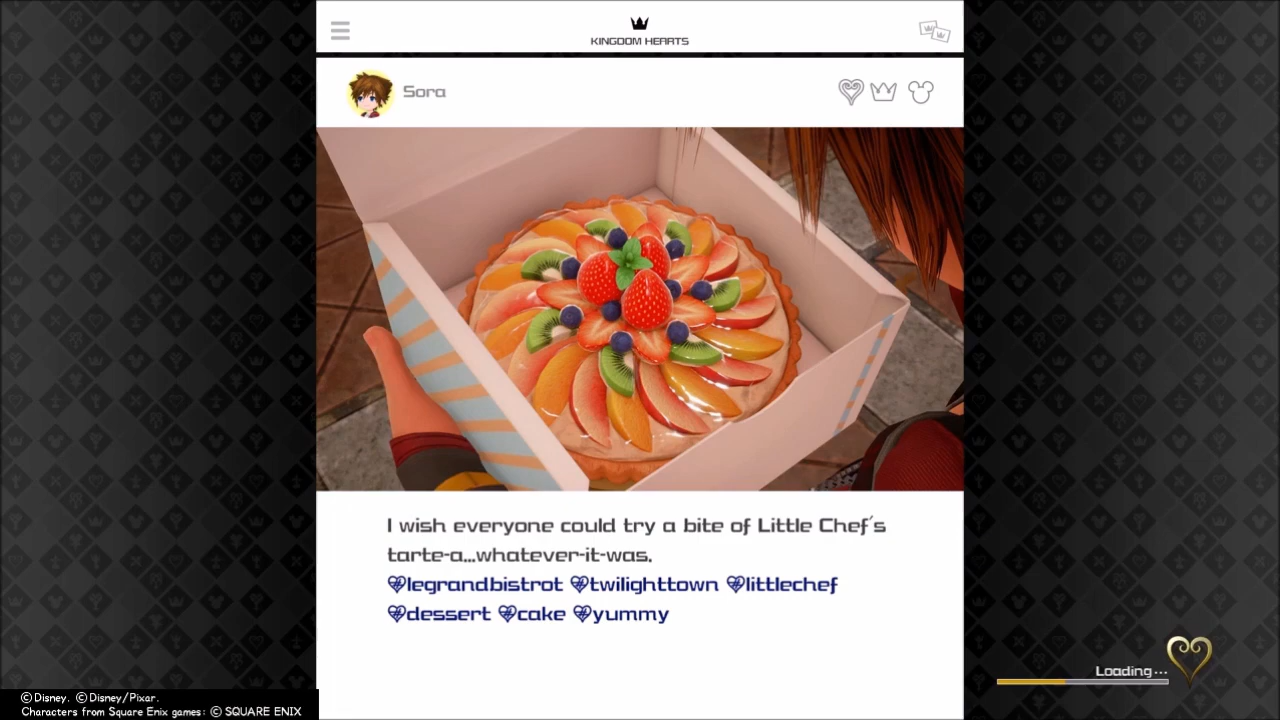 KINGDOM HEARTS
Sora
I wish everyone could try a bite of Little Chef's
tarte-a...whatever-it-was.
#legrandbistrot #twilighttown #littlechef
#dessert #cake #yummy
Loading...
©Disney. ©Disney/Pixar.
Characters from Square Enix games: © SQUARE ENIX